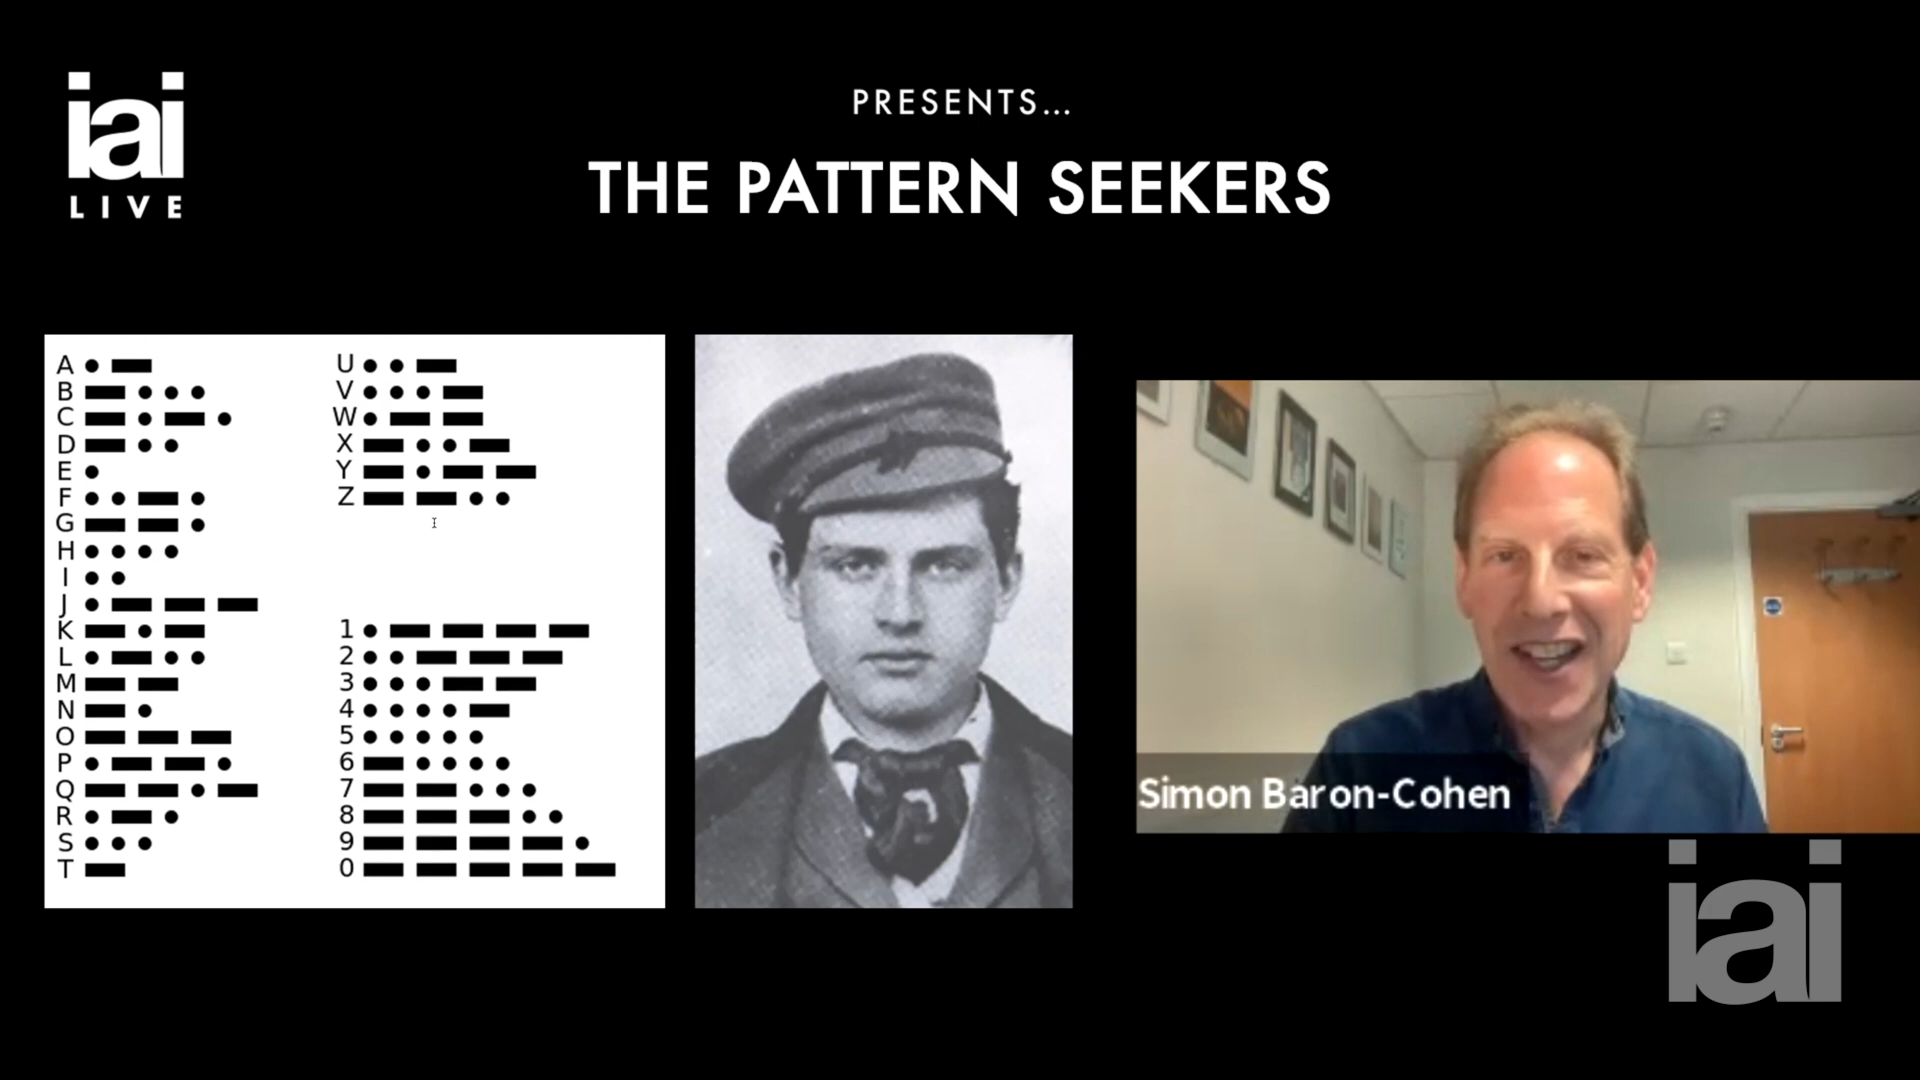 iai
LIVE
PRESENTS...
THE PATTERN SEEKERS
A
B
C
D
E
F
G
H
I
J
K
L
M
N
O
P
Q
R
S
T
U
V
W
X
Y
Z
1
2
3
4
5
6
7
8
9
0
Simon Baron-Cohen
iai